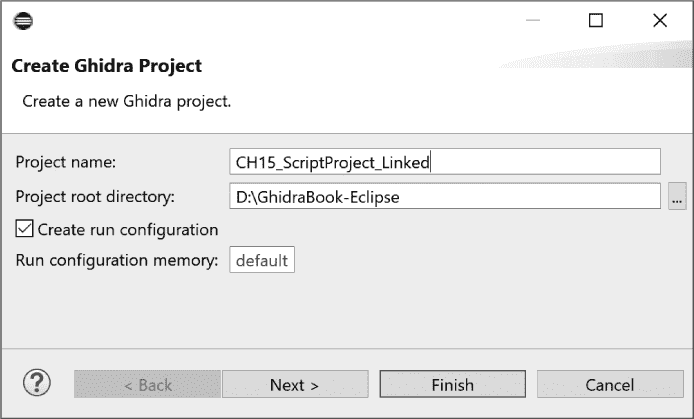 Create Ghidra Project
Create a new Ghidra project.
Project name: CH15_ScriptProject_Linked
Project root directory: D:\GhidraBook-Eclipse ...
Create run configuration
Run configuration memory: default
? < Back Next > Finish Cancel